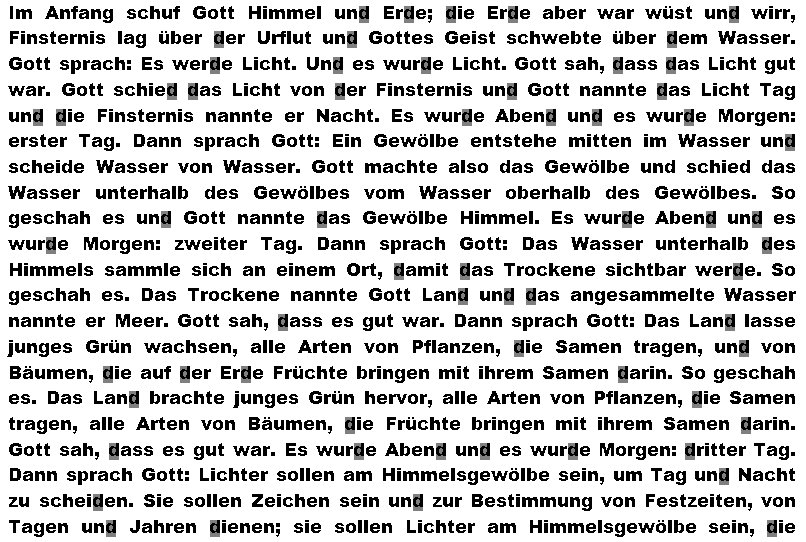 Im Anfang schuf Gott Himmel und Erde; die Erde aber war wüst und wirr,
Finsternis lag über der Urflut und Gottes Geist schwebte über dem Wasser.
Gott sprach: Es werde Licht. Und es wurde Licht. Gott sah, dass das Licht gut
war. Gott schied das Licht von der Finsternis und Gott nannte das Licht Tag
und die Finsternis nannte er Nacht. Es wurde Abend und es wurde Morgen:
erster Tag. Dann sprach Gott: Ein Gewölbe entstehe mitten im Wasser und
scheide Wasser von Wasser. Gott machte also das Gewölbe und schied das
Wasser unterhalb des Gewölbes vom Wasser oberhalb des Gewölbes. So
geschah es und Gott nannte das Gewölbe Himmel. Es wurde Abend und es
wurde Morgen: zweiter Tag. Dann sprach Gott: Das Wasser unterhalb des
Himmels sammle sich an einem Ort, damit das Trockene sichtbar werde. So
geschah es. Das Trockene nannte Gott Land und das angesammelte Wasser
nannte er Meer. Gott sah, dass es gut war. Dann sprach Gott: Das Land lasse
junges Grün wachsen, alle Arten von Pflanzen, die Samen tragen, und von
Bäumen, die auf der Erde Früchte bringen mit ihrem Samen darin. So geschah
es. Das Land brachte junges Grün hervor, alle Arten von Pflanzen, die Samen
tragen, alle Arten von Bäumen, die Früchte bringen mit ihrem Samen darin.
Gott sah, dass es gut war. Es wurde Abend und es wurde Morgen: dritter Tag.
Dann sprach Gott: Lichter sollen am Himmelsgewölbe sein, um Tag und Nacht
zu scheiden. Sie sollen Zeichen sein und zur Bestimmung von Festzeiten, von
Tagen und Jahren dienen; sie sollen Lichter am Himmelsgewölbe sein, die